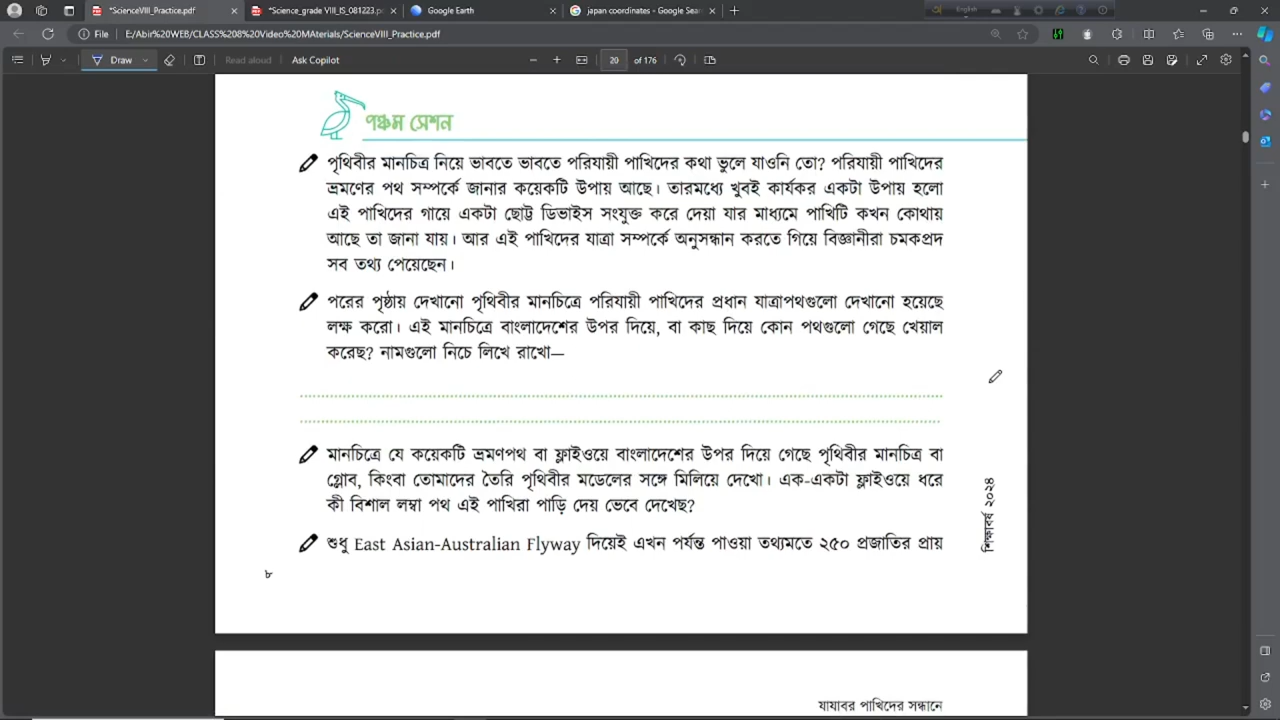 *ScienceVIII_Practice.pdf
*Science_grade VIII_IS_081223.p
Google Earth
japan coordinates - Google Sear
English
File
E:/Abir%20WEB/CLASS%208%20Video%20MAterials/ScienceVIII_Practice.pdf
Draw
Read aloud
Ask Copilot
20 of 176
পঞ্চম সেশন
পৃথিবীর মানচিত্র নিয়ে ভাবতে ভাবতে পরিযায়ী পাখিদের কথা ভুলে যাওনি তো? পরিযায়ী পাখিদের
ভ্রমণের পথ সম্পর্কে জানার কয়েকটি উপায় আছে। তারমধ্যে খুবই কার্যকর একটা উপায় হলো
এই পাখিদের গায়ে একটা ছোট্ট ডিভাইস সংযুক্ত করে দেয়া যার মাধ্যমে পাখিটি কখন কোথায়
আছে তা জানা যায়। আর এই পাখিদের যাত্রা সম্পর্কে অনুসন্ধান করতে গিয়ে বিজ্ঞানীরা চমকপ্রদ
সব তথ্য পেয়েছেন।
পরের পৃষ্ঠায় দেখানো পৃথিবীর মানচিত্রে পরিযায়ী পাখিদের প্রধান যাত্রাপথগুলো দেখানো হয়েছে
লক্ষ করো। এই মানচিত্রে বাংলাদেশের উপর দিয়ে, বা কাছ দিয়ে কোন পথগুলো গেছে খেয়াল
করেছ? নামগুলো নিচে লিখে রাখো—
মানচিত্রে যে কয়েকটি ভ্রমণপথ বা ফ্লাইওয়ে বাংলাদেশের উপর দিয়ে গেছে পৃথিবীর মানচিত্র বা
গ্লোব, কিংবা তোমাদের তৈরি পৃথিবীর মডেলের সঙ্গে মিলিয়ে দেখো। এক-একটা ফ্লাইওয়ে ধরে
কী বিশাল লম্বা পথ এই পাখিরা পাড়ি দেয় ভেবে দেখেছ?
শুধু East Asian-Australian Flyway দিয়েই এখন পর্যন্ত পাওয়া তথ্যমতে ২৫০ প্রজাতির প্রায়
৮
শিক্ষাবর্ষ ২০২৪
যাযাবর পাখিদের সন্ধানে